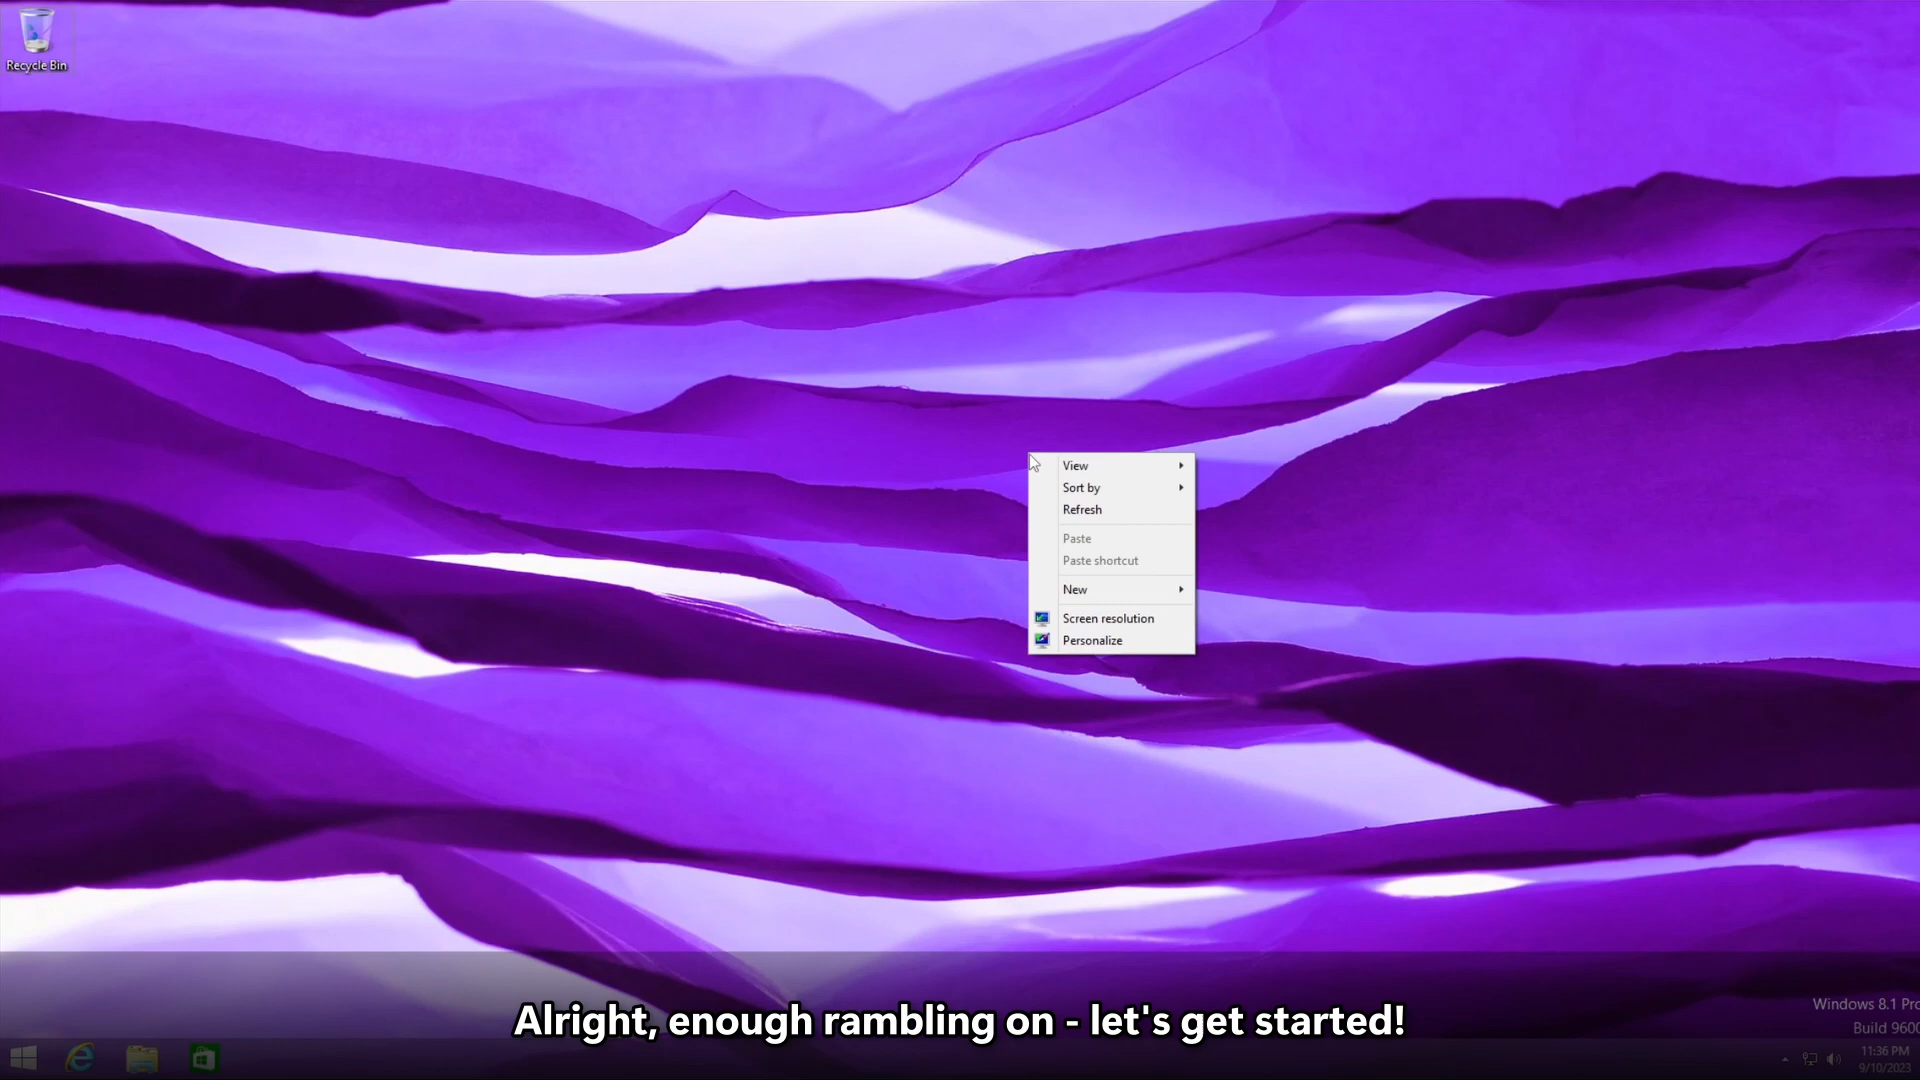 Recycle Bin
View
Sort by
Refresh
Paste
Paste shortcut
New
Screen resolution
Personalize
Windows 8.1 Pro
Build 9600
Alright, enough rambling on - let's get started!
11:36 PM
9/10/2023